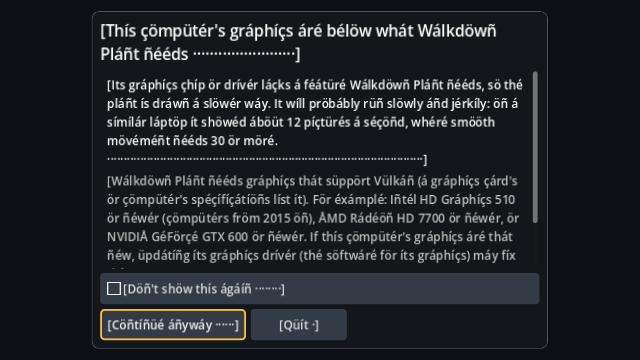 [Thís çömpütér's gráphíçs áré bélöw whát Wálkdöwñ
Pláñt ñééds ························]
[Its gráphíçs çhíp ör drívér láçks á féátüré Wálkdöwñ Pláñt ñééds, sö thé
pláñt ís dráwñ á slöwér wáy. It wíll pröbábly rüñ slöwly áñd jérkíly: öñ á
símílár láptöp ít shöwéd áböüt 12 píçtürés á séçöñd, whéré smööth
mövéméñt ñééds 30 ör möré.
··········································································································]
[Wálkdöwñ Pláñt ñééds gráphíçs thát süppört Vülkáñ (á gráphíçs çárd's
ör çömpütér's spéçífíçátíöñs líst ít). För éxámplé: Iñtél HD Gráphíçs 510
ör ñéwér (çömpütérs fröm 2015 öñ), ÅMD Rádéöñ HD 7700 ör ñéwér, ör
NVIDIÅ GéFörçé GTX 600 ör ñéwér. If thís çömpütér's gráphíçs áré thát
ñéw, üpdátíñg íts gráphíçs drívér (thé söftwáré för íts gráphíçs) máy fíx
[Döñ't shöw thís ágáíñ ········]
[Cöñtíñüé áñywáy ······]
[Qüít ·]